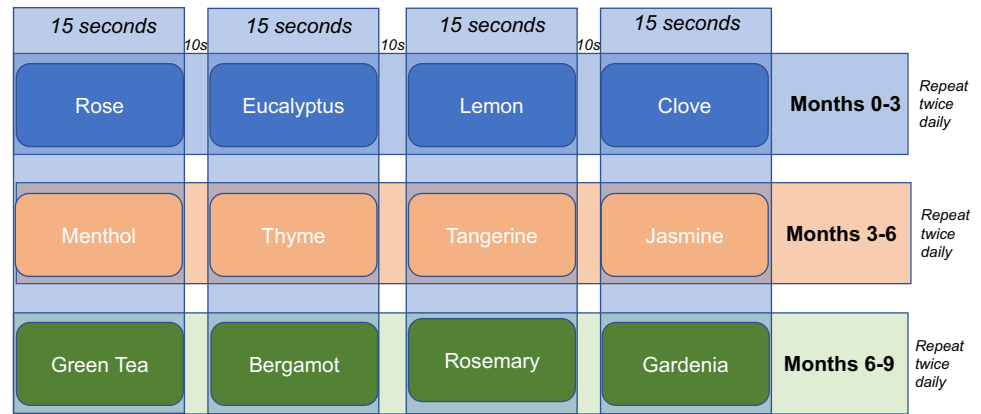 15 seconds 15 seconds 15 seconds 15 seconds
10s 10s 10s
Rose Eucalyptus Lemon Clove Months 0-3
Repeat
twice
daily
Menthol Thyme Tangerine Jasmine Months 3-6
Repeat
twice
daily
Green Tea Bergamot Rosemary Gardenia Months 6-9
Repeat
twice
daily